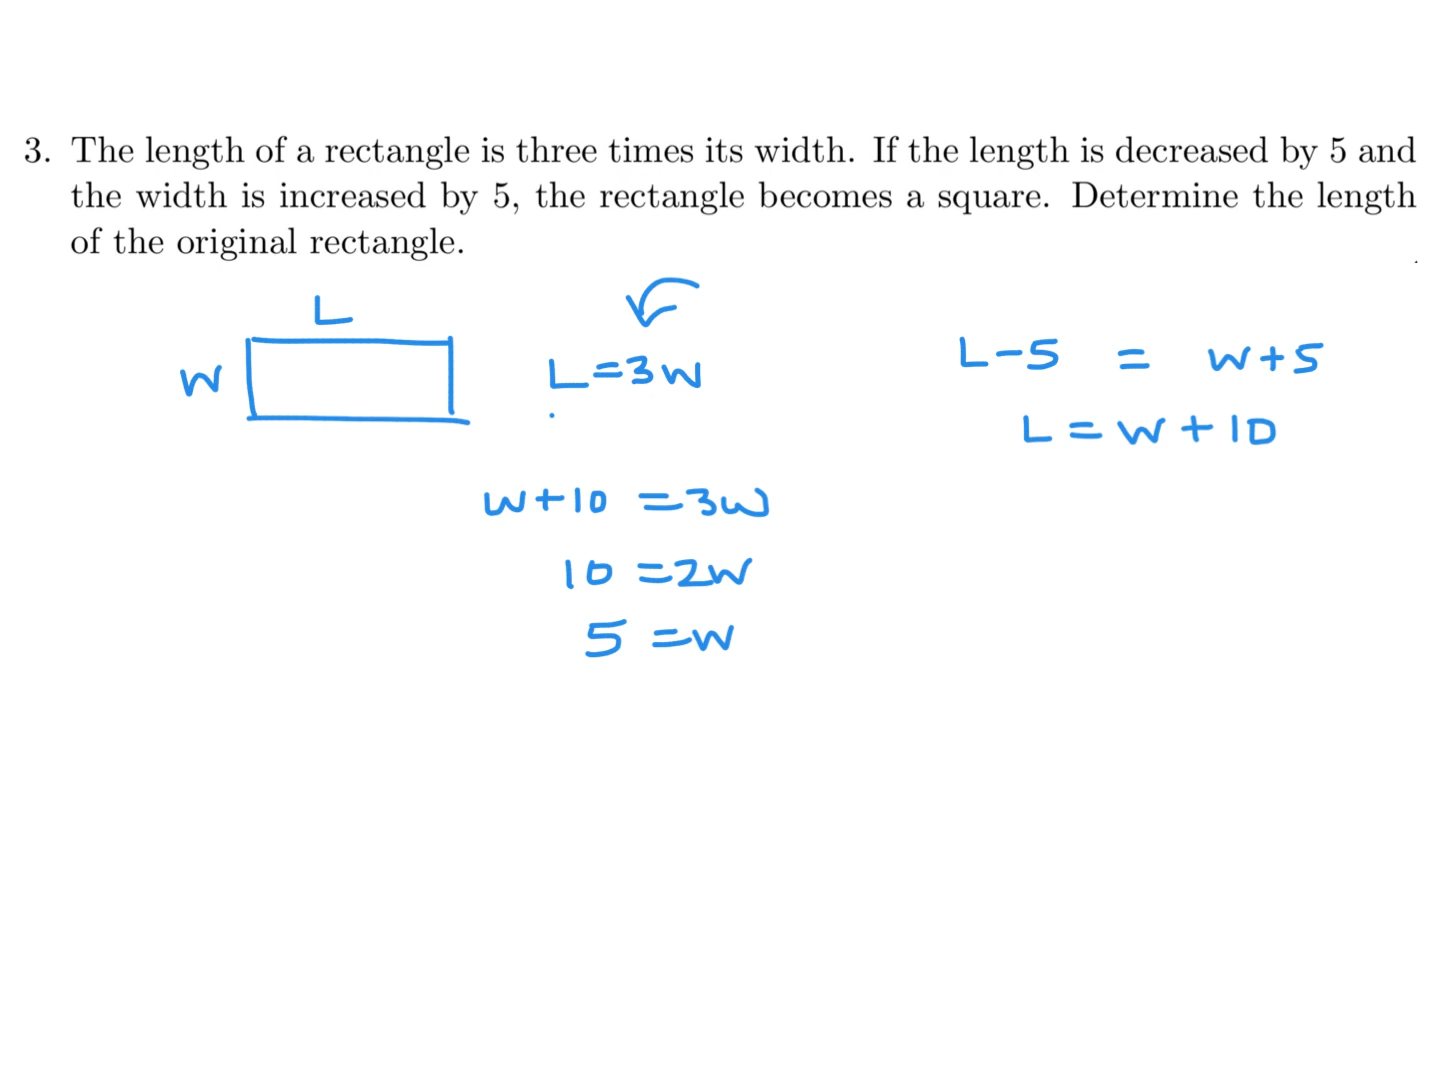 3. The length of a rectangle is three times its width. If the length is decreased by 5 and
the width is increased by 5, the rectangle becomes a square. Determine the length
of the original rectangle.
L
W
L=3W
L-5 = W+5
L=W+10
W+10 =3W
10 =2W
5 =W